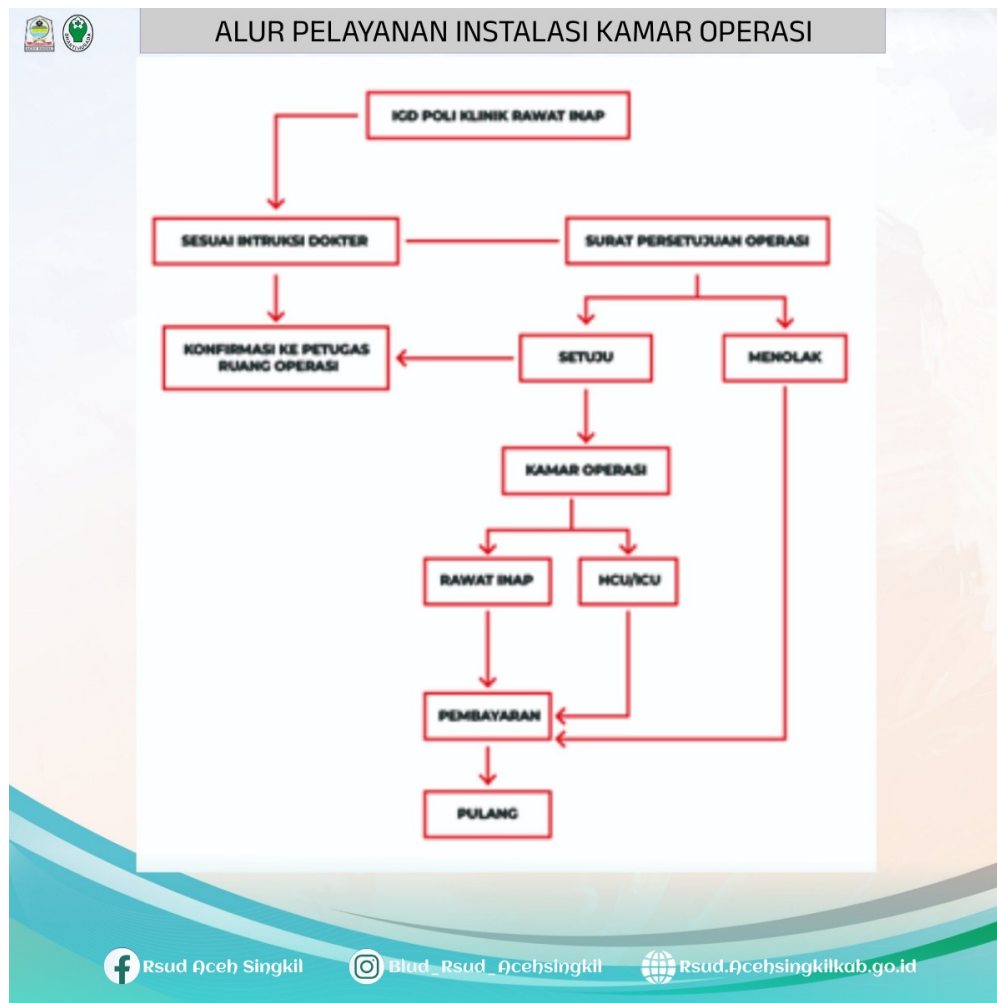 ALUR PELAYANAN INSTALASI KAMAR OPERASI
IGD POLI KLINIK RAWAT INAP
SESUAI INTRUKSI DOKTER
SURAT PERSETUJUAN OPERASI
KONFIRMASI KE PETUGAS
RUANG OPERASI
SETUJU
MENOLAK
KAMAR OPERASI
RAWAT INAP
HCU/ICU
PEMBAYARAN
PULANG
Rsud Aceh Singkil
Blud_Rsud_Acehsingkil
Rsud.Acehsingkilkab.go.id